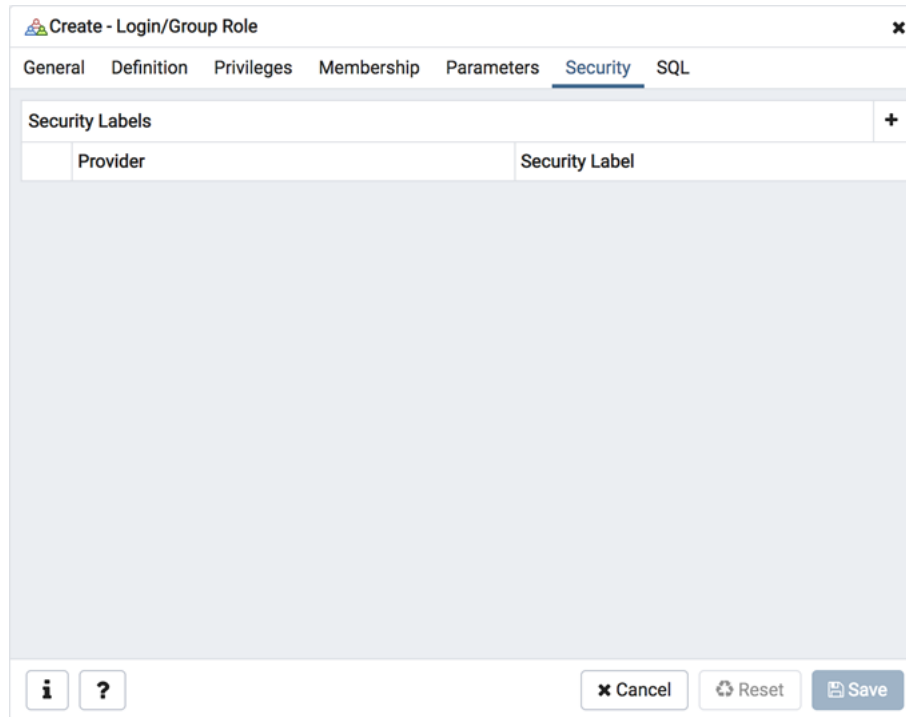 Create - Login/Group Role
General Definition Privileges Membership Parameters Security SQL
Security Labels
Provider Security Label
Cancel Reset Save